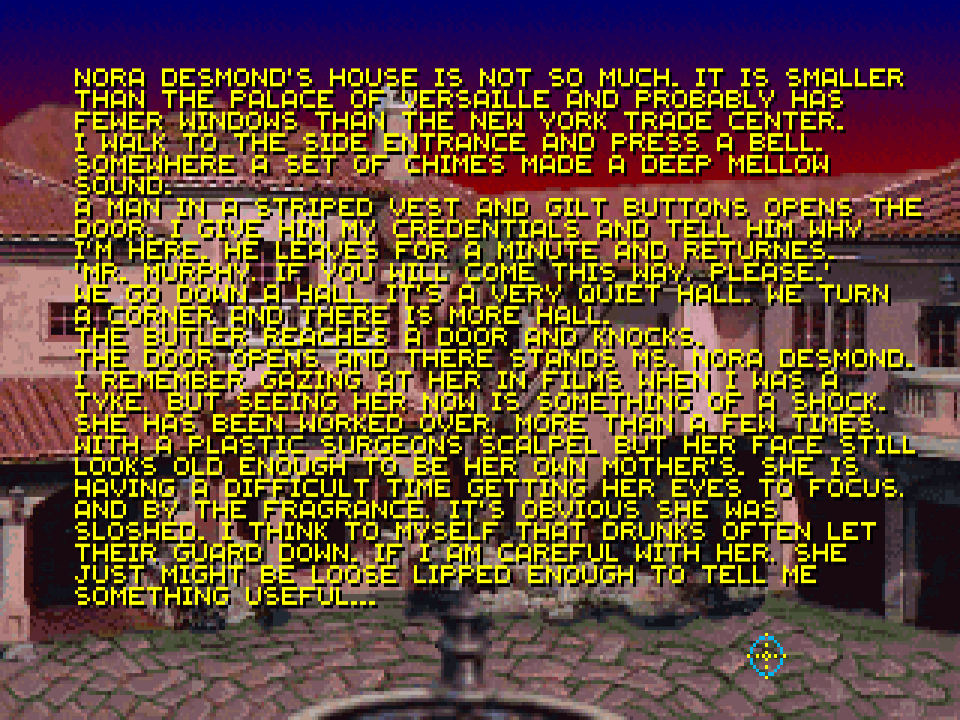 NORA DESMOND'S HOUSE IS NOT SO MUCH. IT IS SMALLER
THAN THE PALACE OF VERSAILLE AND PROBABLY HAS
FEWER WINDOWS THAN THE NEW YORK TRADE CENTER.
I WALK TO THE SIDE ENTRANCE AND PRESS A BELL.
SOMEWHERE A SET OF CHIMES MADE A DEEP MELLOW
SOUND.
A MAN IN A STRIPED VEST AND GILT BUTTONS OPENS THE
DOOR. I GIVE HIM MY CREDENTIALS AND TELL HIM WHY
I'M HERE. HE LEAVES FOR A MINUTE AND RETURNES.
'MR. MURPHY, IF YOU WILL COME THIS WAY, PLEASE.'
WE GO DOWN A HALL. IT'S A VERY QUIET HALL. WE TURN
A CORNER AND THERE IS MORE HALL.
THE BUTLER REACHES A DOOR AND KNOCKS.
THE DOOR OPENS AND THERE STANDS MS. NORA DESMOND.
I REMEMBER GAZING AT HER IN FILMS WHEN I WAS A
TYKE. BUT SEEING HER NOW IS SOMETHING OF A SHOCK.
SHE HAS BEEN WORKED OVER, MORE THAN A FEW TIMES,
WITH A PLASTIC SURGEONS SCALPEL BUT HER FACE STILL
LOOKS OLD ENOUGH TO BE HER OWN MOTHER'S. SHE IS
HAVING A DIFFICULT TIME GETTING HER EYES TO FOCUS.
AND BY THE FRAGRANCE, IT'S OBVIOUS SHE WAS
SLOSHED. I THINK TO MYSELF THAT DRUNKS OFTEN LET
THEIR GUARD DOWN. IF I AM CAREFUL WITH HER, SHE
JUST MIGHT BE LOOSE LIPPED ENOUGH TO TELL ME
SOMETHING USEFUL...